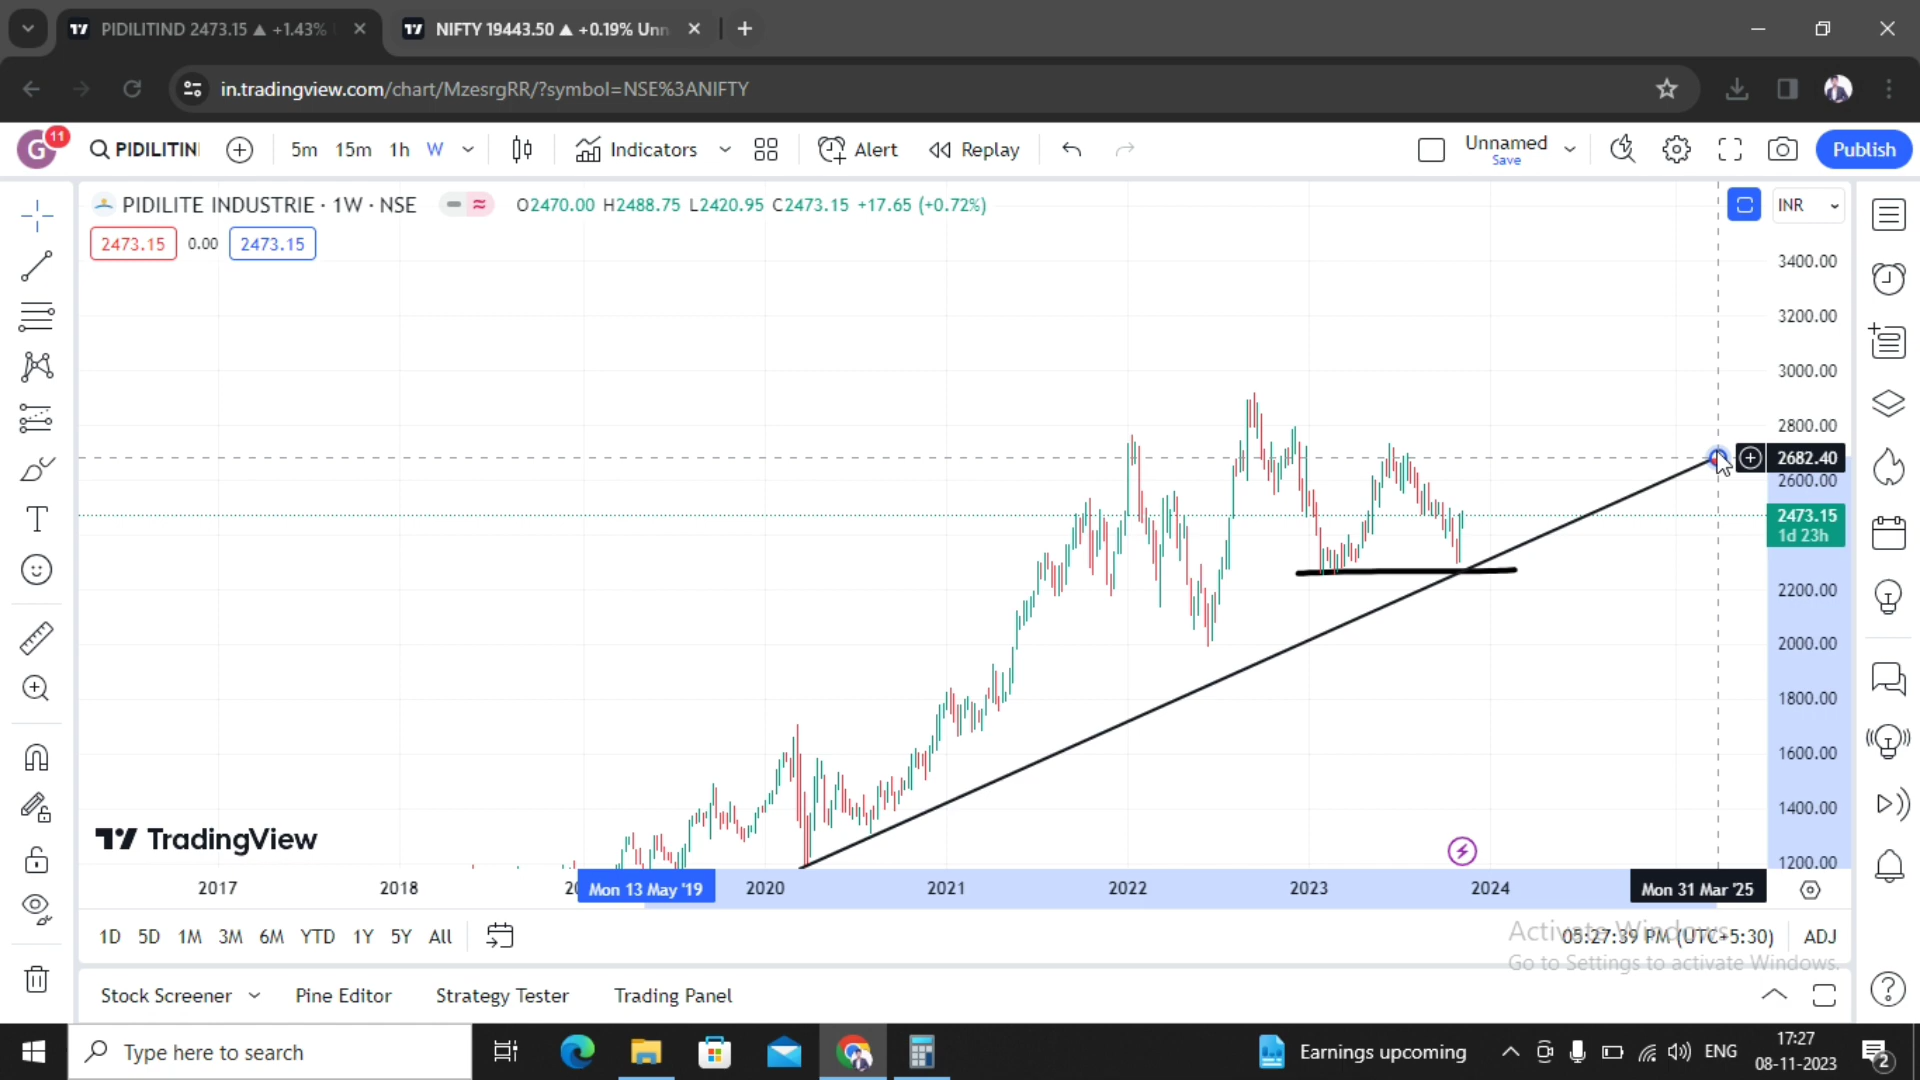 PIDILITIND 2473.15 ▲ +1.43%
NIFTY 19443.50 ▲ +0.19% Unn
in.tradingview.com/chart/MzesrgRR/?symbol=NSE%3ANIFTY
G 11
PIDILITIN
5m 15m 1h W
Indicators
Alert
Replay
Unnamed
Save
Publish
PIDILITE INDUSTRIE · 1W · NSE
O2470.00 H2488.75 L2420.95 C2473.15 +17.65 (+0.72%)
INR
2473.15 0.00 2473.15
3400.00
3200.00
3000.00
2800.00
2682.40
2600.00
2473.15
1d 23h
2200.00
2000.00
1800.00
1600.00
1400.00
1200.00
TradingView
2017 2018 20 Mon 13 May '19 2020 2021 2022 2023 2024 Mon 31 Mar '25
1D 5D 1M 3M 6M YTD 1Y 5Y All
05:27:39 PM (UTC+5:30)
ADJ
Activate Windows
Go to Settings to activate Windows.
Stock Screener Pine Editor Strategy Tester Trading Panel
Type here to search
Earnings upcoming
ENG
17:27
08-11-2023
2